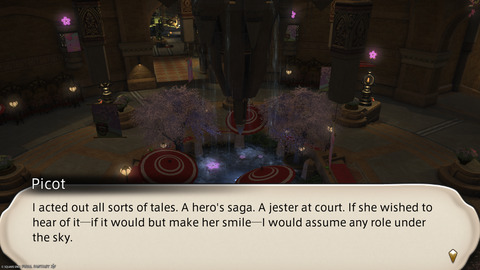 Picot
I acted out all sorts of tales. A hero's saga. A jester at court. If she wished to
hear of it—if it would but make her smile—I would assume any role under
the sky.